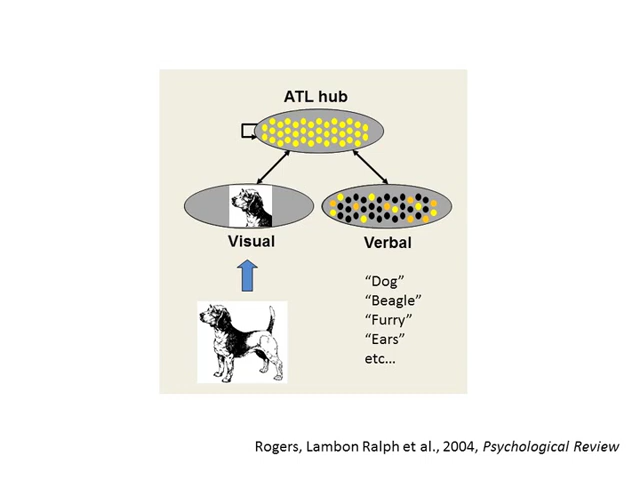 ATL hub
Visual
Verbal
“Dog”
“Beagle”
“Furry”
“Ears”
etc...
Rogers, Lambon Ralph et al., 2004, Psychological Review